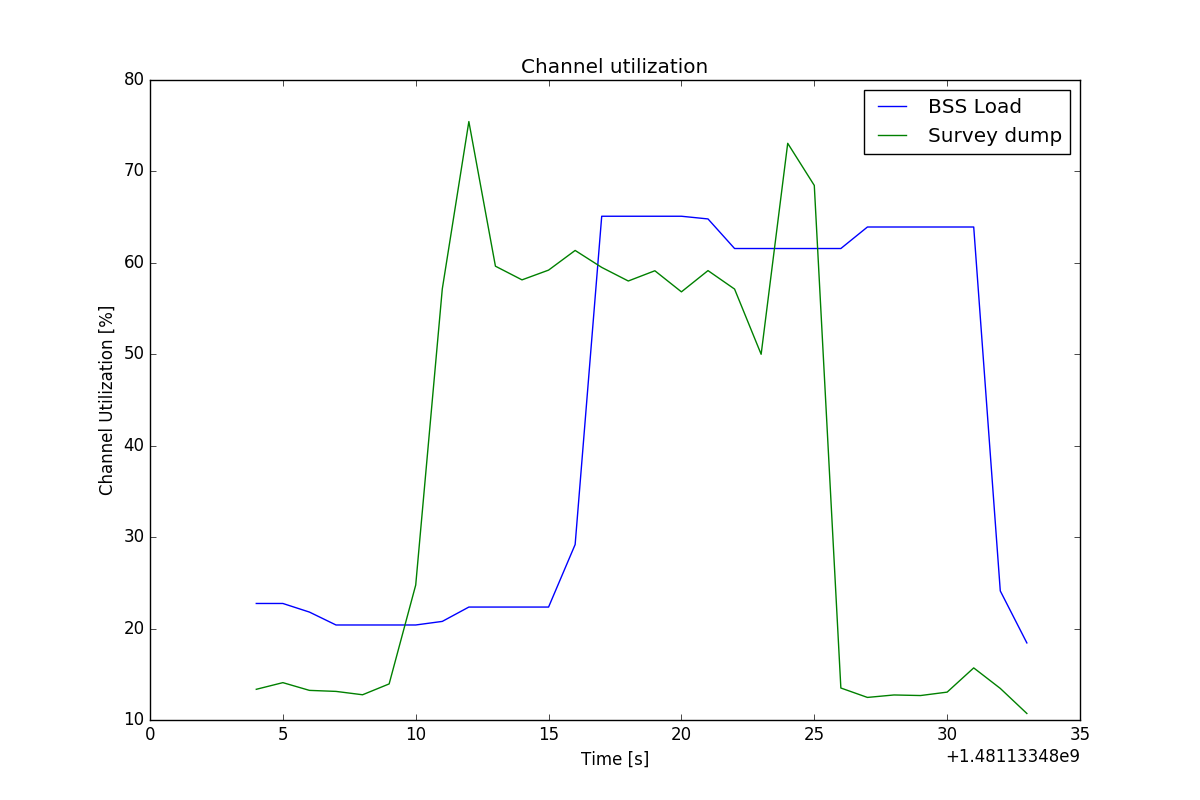 Channel utilization
BSS Load
Survey dump
80
70
60
50
40
30
20
10
Channel Utilization [%]
0 5 10 15 20 25 30 35
Time [s]
+1.48113348e9